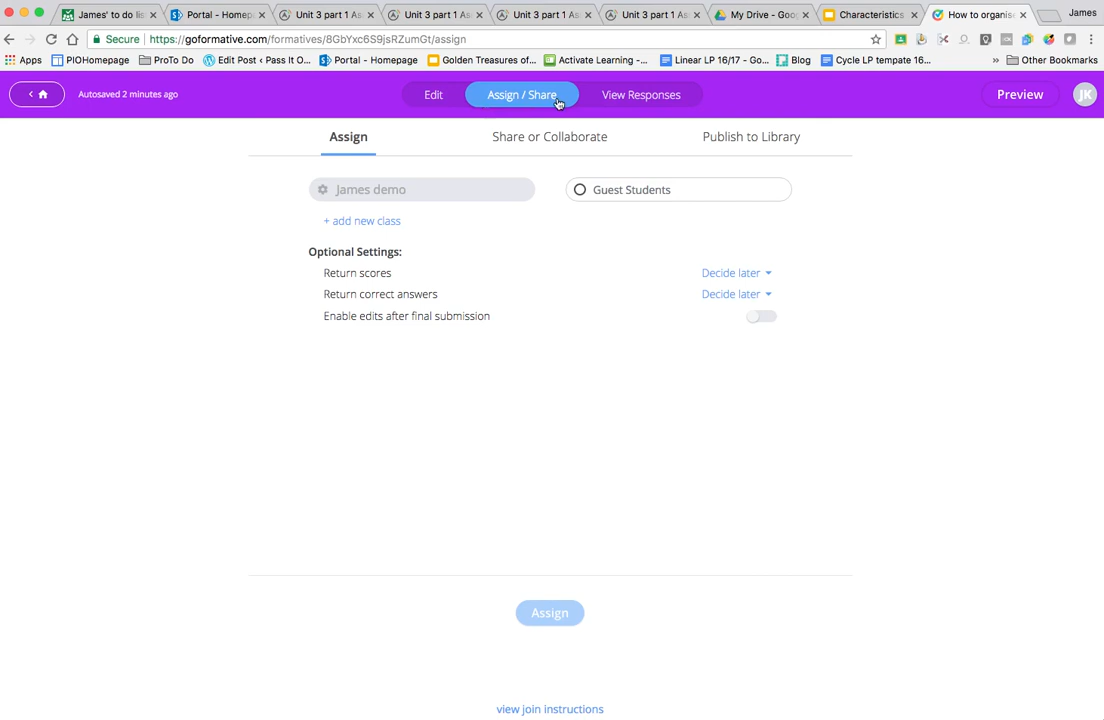 James' to do lis
Portal - Homep
Unit 3 part 1 As
Unit 3 part 1 As
Unit 3 part 1 As
Unit 3 part 1 As
My Drive - Goo
Characteristics
How to organise
James
Secure
https://goformative.com/formatives/8GbYxc6S9jsRZumGt/assign
Apps
PIOHomepage
ProTo Do
Edit Post ‹ Pass It O...
Portal - Homepage
Golden Treasures of...
Activate Learning -...
Linear LP 16/17 - Go...
Blog
Cycle LP tempate 16...
»
Other Bookmarks
Autosaved 2 minutes ago
Edit
Assign / Share
View Responses
Preview
JK
Assign
Share or Collaborate
Publish to Library
James demo
Guest Students
+ add new class
Optional Settings:
Return scores
Decide later
Return correct answers
Decide later
Enable edits after final submission
Assign
view join instructions